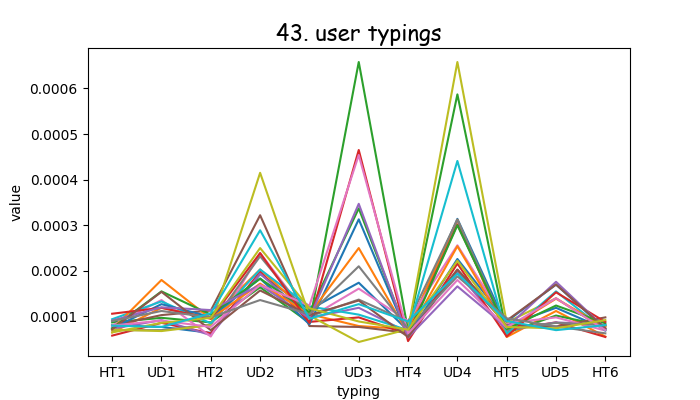 43. user typings
value
0.0006
0.0005
0.0004
0.0003
0.0002
0.0001
HT1 UD1 HT2 UD2 HT3 UD3 HT4 UD4 HT5 UD5 HT6
typing